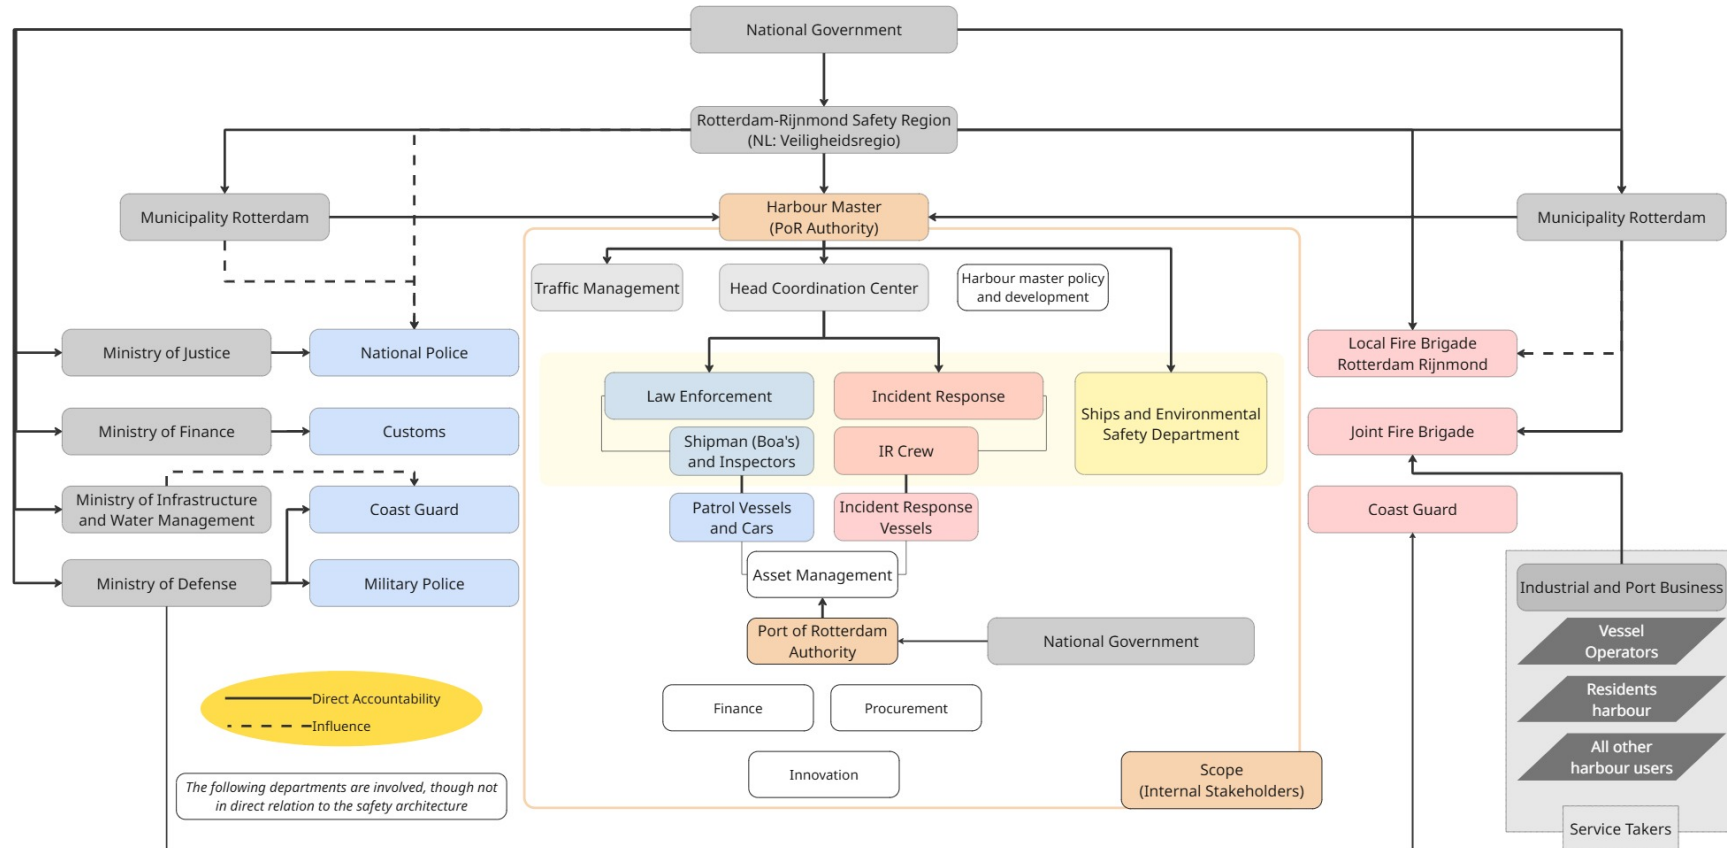 National Government
Rotterdam-Rijnmond Safety Region
(NL: Veiligheidsregio)
Municipality Rotterdam
Harbour Master
(PoR Authority)
Municipality Rotterdam
Traffic Management
Head Coordination Center
Harbour master policy
and development
Ministry of Justice
National Police
Local Fire Brigade
Rotterdam Rijnmond
Law Enforcement
Incident Response
Ships and Environmental
Safety Department
Ministry of Finance
Customs
Shipman (Boa's)
and Inspectors
IR Crew
Joint Fire Brigade
Ministry of Infrastructure
and Water Management
Coast Guard
Patrol Vessels
and Cars
Incident Response
Vessels
Coast Guard
Ministry of Defense
Military Police
Asset Management
Industrial and Port Business
Port of Rotterdam
Authority
National Government
Vessel
Operators
Direct Accountability
Influence
Finance
Procurement
Residents
harbour
Innovation
Scope
(Internal Stakeholders)
All other
harbour users
The following departments are involved, though not
in direct relation to the safety architecture
Service Takers